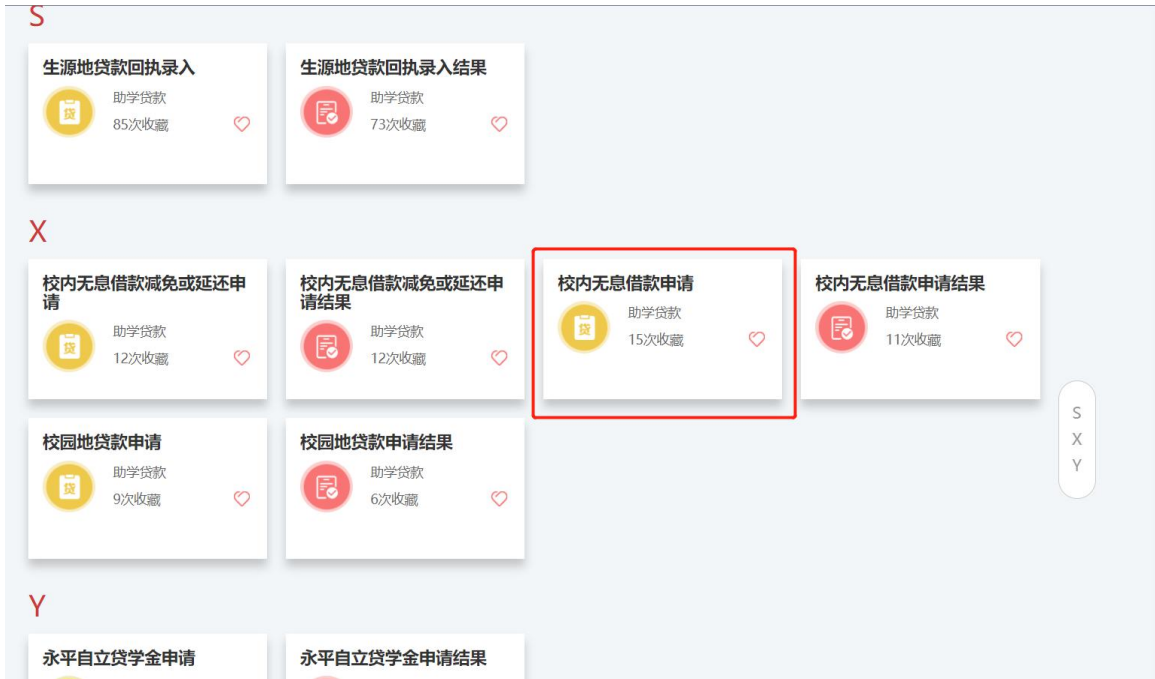 S
生源地贷款回执录入
助学贷款
85次收藏
生源地贷款回执录入结果
助学贷款
73次收藏
X
校内无息借款减免或延还申
请
贷
助学贷款
12次收藏
校内无息借款减免或延还申
请结果
助学贷款
12次收藏
校内无息借款申请
贷
助学贷款
15次收藏
校内无息借款申请结果
助学贷款
11次收藏
校园地贷款申请
贷
助学贷款
9次收藏
校园地贷款申请结果
助学贷款
6次收藏
S
X
Y
Y
永平自立贷学金申请
永平自立贷学金申请结果